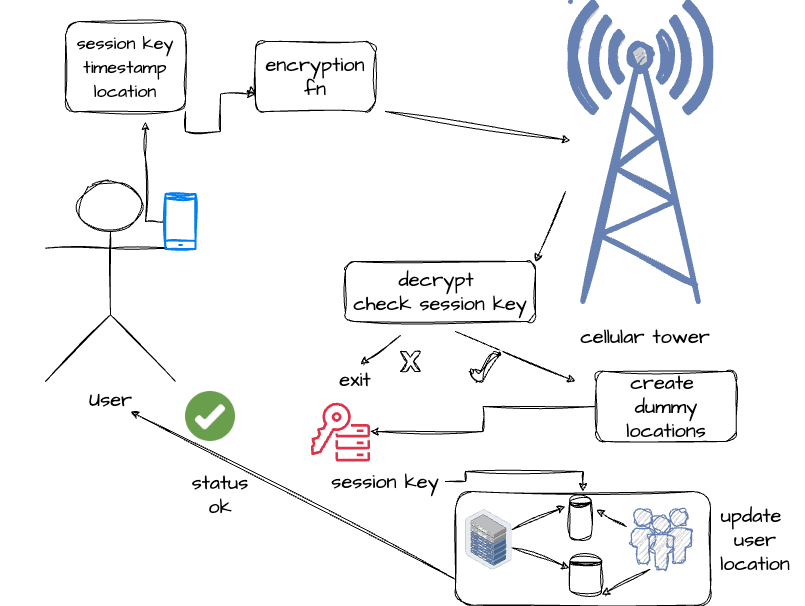 session key
timestamp
location
encryption
fn
decrypt
check session key
cellular tower
exit
X
create
dummy
locations
User
status
ok
session key
update
user
location